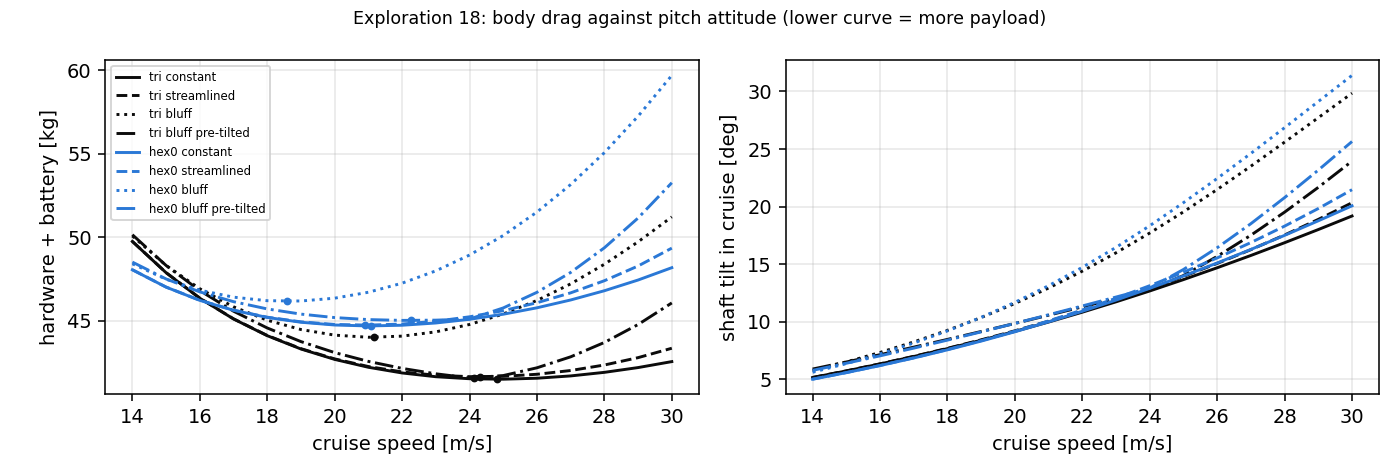 Exploration 18: body drag against pitch attitude (lower curve = more payload)
hardware + battery [kg]
60
55
50
45
tri constant
tri streamlined
tri bluff
tri bluff pre-tilted
hex0 constant
hex0 streamlined
hex0 bluff
hex0 bluff pre-tilted
14 16 18 20 22 24 26 28 30
cruise speed [m/s]
shaft tilt in cruise [deg]
30
25
20
15
10
5
14 16 18 20 22 24 26 28 30
cruise speed [m/s]